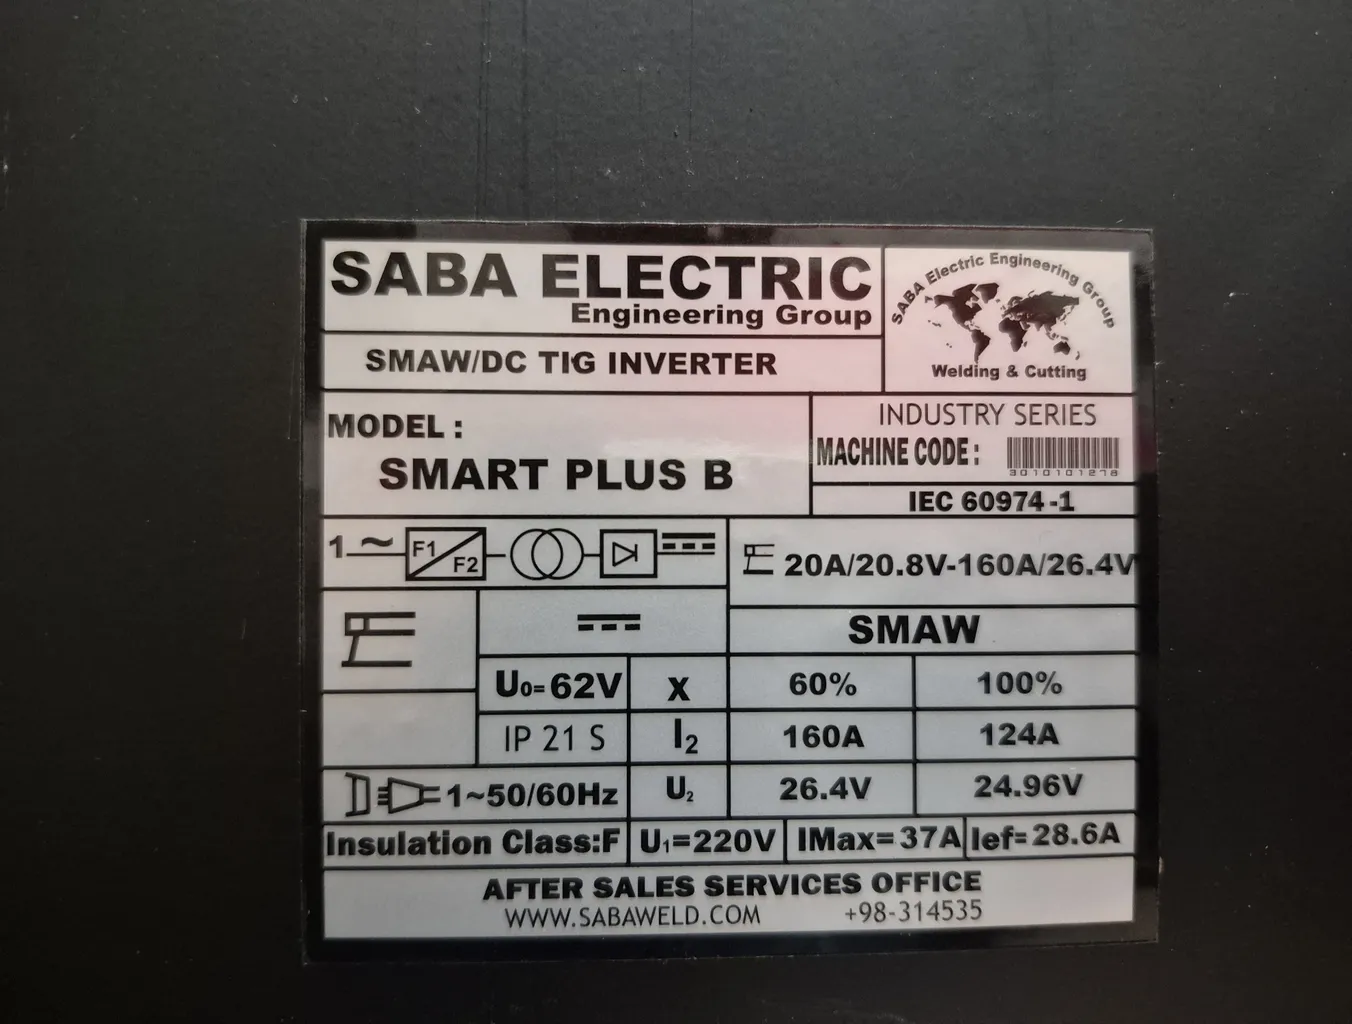 SABA ELECTRIC
Engineering Group
SABA Electric Engineering Group
Welding & Cutting
SMAW/DC TIG INVERTER
MODEL :
SMART PLUS B
INDUSTRY SERIES
MACHINE CODE :
3010101278
IEC 60974-1
1~ F1 F2
20A/20.8V-160A/26.4V
SMAW
U0=62V X 60% 100%
IP 21 S I2 160A 124A
1~50/60Hz U2 26.4V 24.96V
Insulation Class:F U1=220V IMax=37A Ief=28.6A
AFTER SALES SERVICES OFFICE
WWW.SABAWELD.COM +98-314535